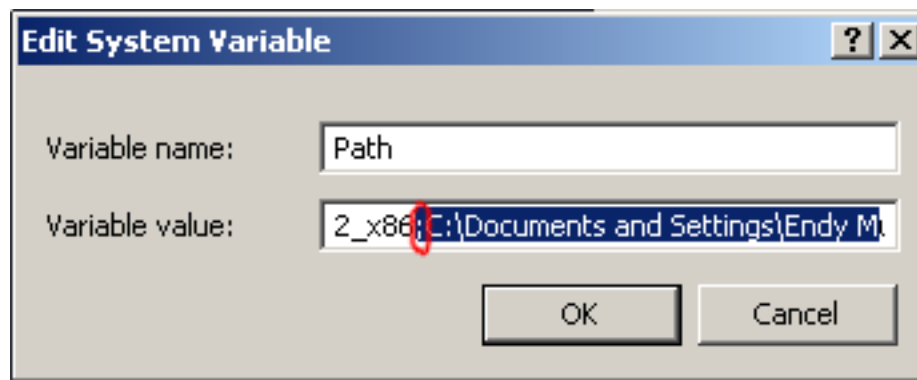 Edit System Variable
Variable name: Path
Variable value: 2_x86;C:\Documents and Settings\Endy M
OK Cancel